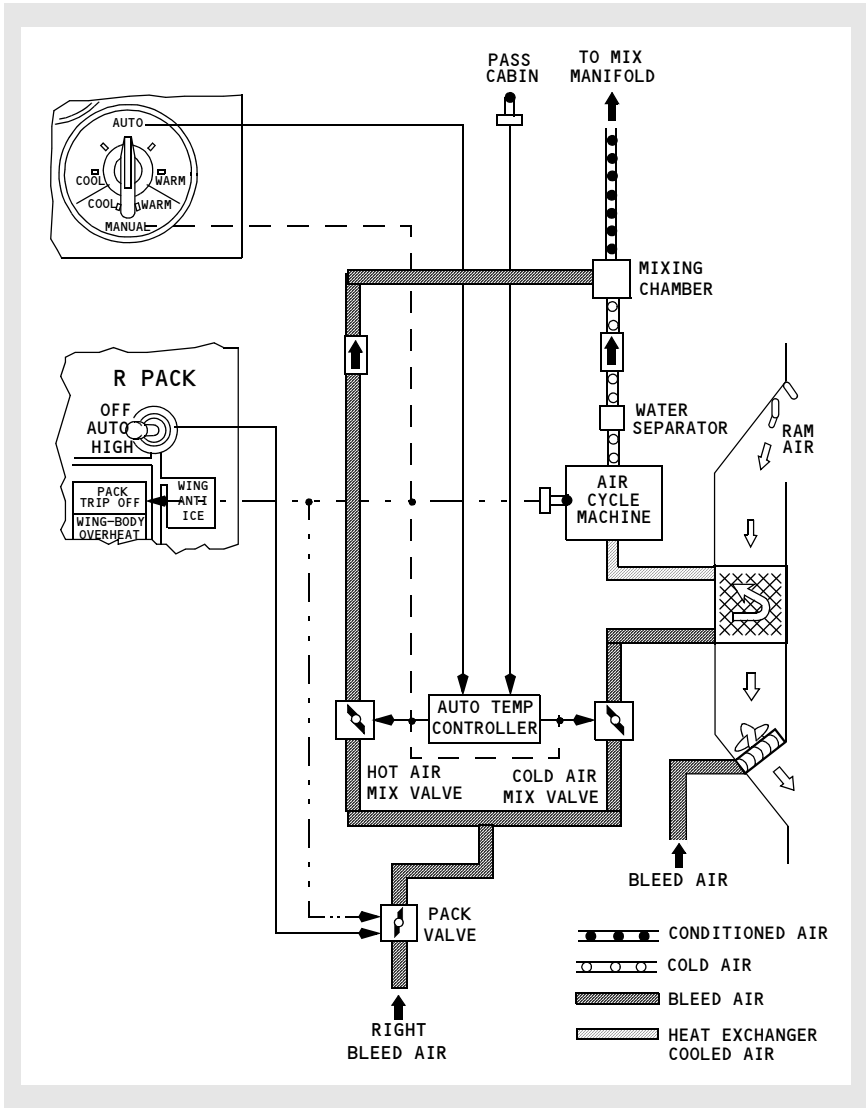 PASS
CABIN
TO MIX
MANIFOLD
AUTO
COOL
WARM
COOL
WARM
MANUAL
MIXING
CHAMBER
R PACK
OFF
AUTO
HIGH
WATER
SEPARATOR
RAM
AIR
PACK
TRIP OFF
WING-BODY
OVERHEAT
WING
ANTI
ICE
AIR
CYCLE
MACHINE
AUTO TEMP
CONTROLLER
HOT AIR
MIX VALVE
COLD AIR
MIX VALVE
BLEED AIR
PACK
VALVE
RIGHT
BLEED AIR
CONDITIONED AIR
COLD AIR
BLEED AIR
HEAT EXCHANGER
COOLED AIR